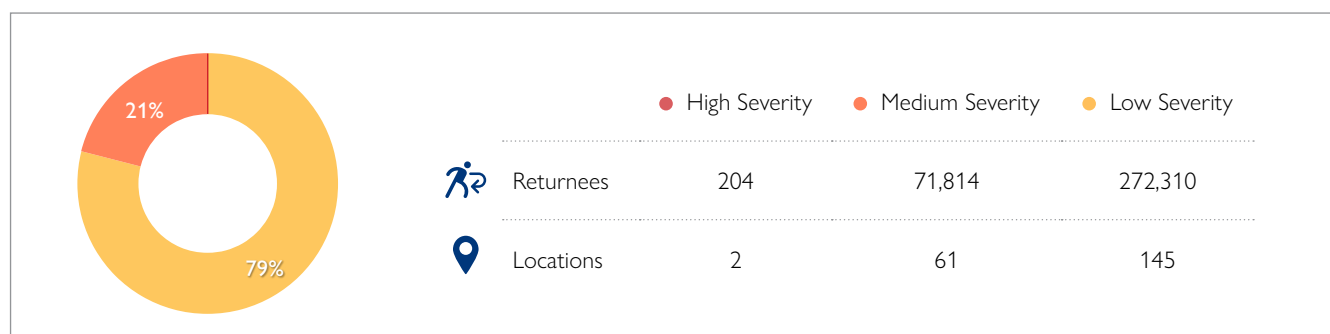 21%
79%
High Severity Medium Severity Low Severity
Returnees 204 71,814 272,310
Locations 2 61 145